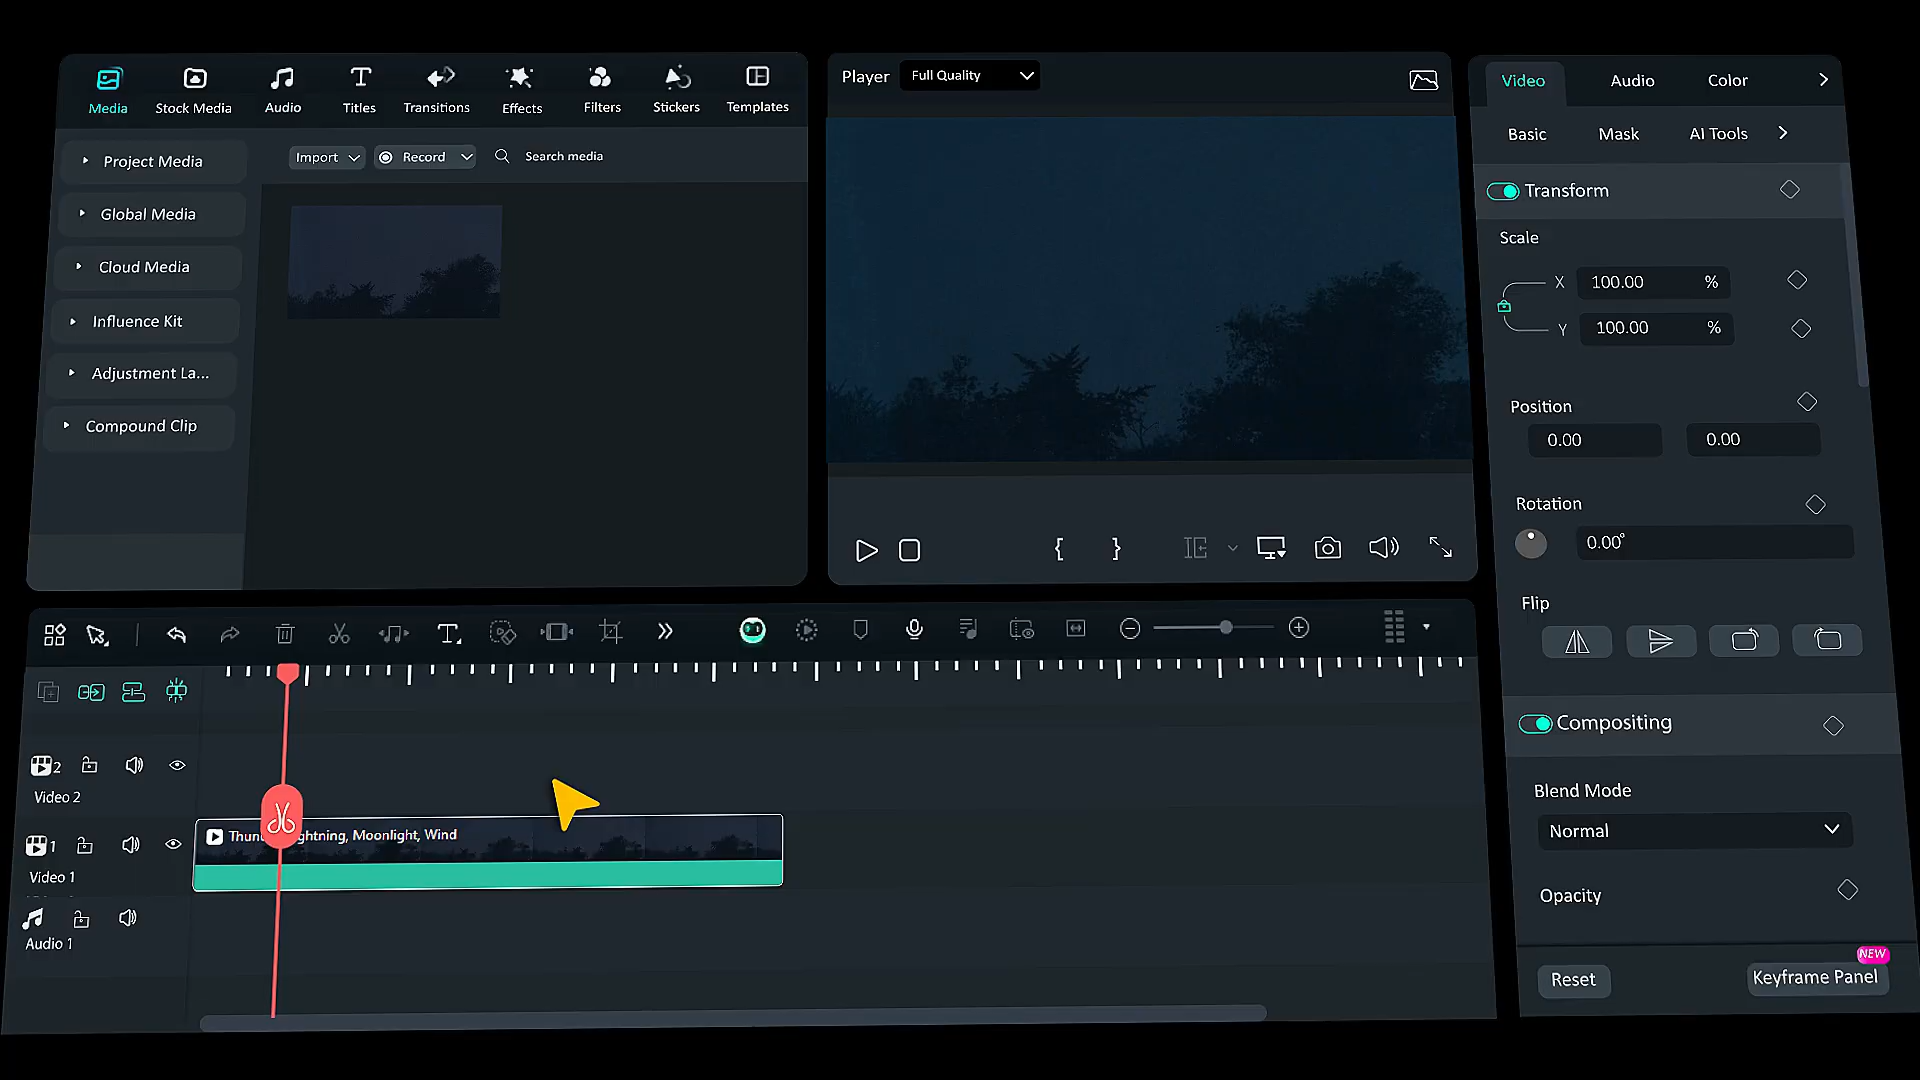 Media
Stock Media
Audio
Titles
Transitions
Effects
Filters
Stickers
Templates
Project Media
Global Media
Cloud Media
Influence Kit
Adjustment La...
Compound Clip
Import
Record
Search media
Player
Full Quality
Video
Audio
Color
Basic
Mask
AI Tools
Transform
Scale
X 100.00 %
Y 100.00 %
Position
0.00 0.00
Rotation
0.00°
Flip
Compositing
Blend Mode
Normal
Opacity
Reset
NEW
Keyframe Panel
2
Video 2
1
Video 1
Audio 1
Moonlight, Wind